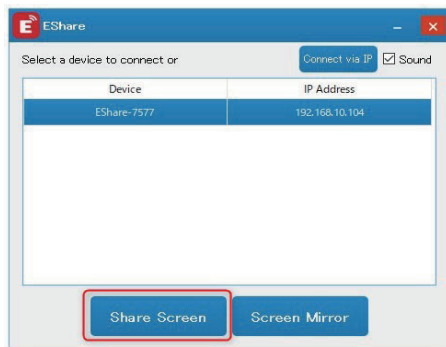 E EShare
Select a device to connect or Connect via IP Sound
Device IP Address
EShare-7577 192.168.10.104
Share Screen Screen Mirror